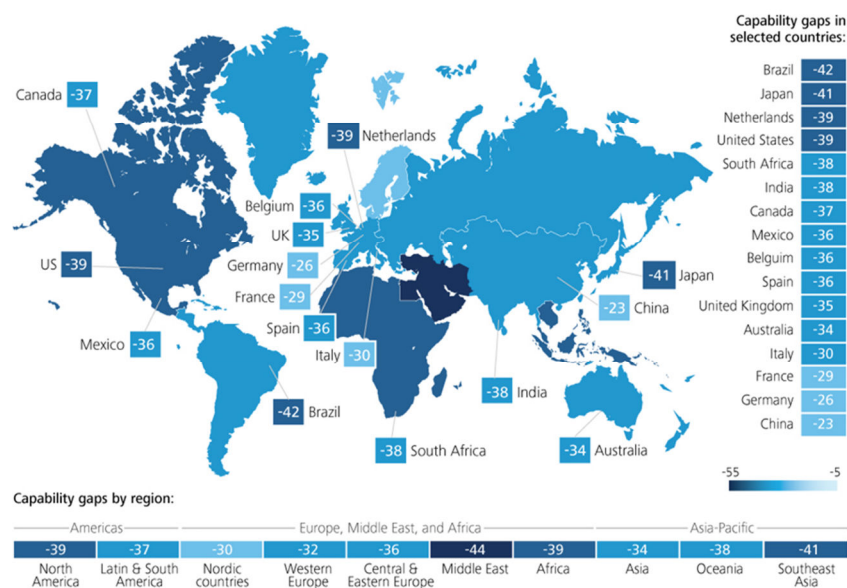 Capability gaps in
selected countries:
Brazil -42
Japan -41
Netherlands -39
United States -39
South Africa -38
India -38
Canada -37
Mexico -36
Belguim -36
Spain -36
United Kingdom -35
Australia -34
Italy -30
France -29
Germany -26
China -23
-55 -5
Canada -37
-39 Netherlands
Belgium -36
UK -35
US -39
Germany -26
-41 Japan
France -29
-23 China
Spain -36
Mexico -36
Italy -30
-38 India
-42 Brazil
-38 South Africa
-34 Australia
Capability gaps by region:
Americas Europe, Middle East, and Africa Asia-Pacific
-39 -37 -30 -32 -36 -44 -39 -34 -38 -41
North Latin & South Nordic Western Central & Middle East Africa Asia Oceania Southeast
America America countries Europe Eastern Europe Asia